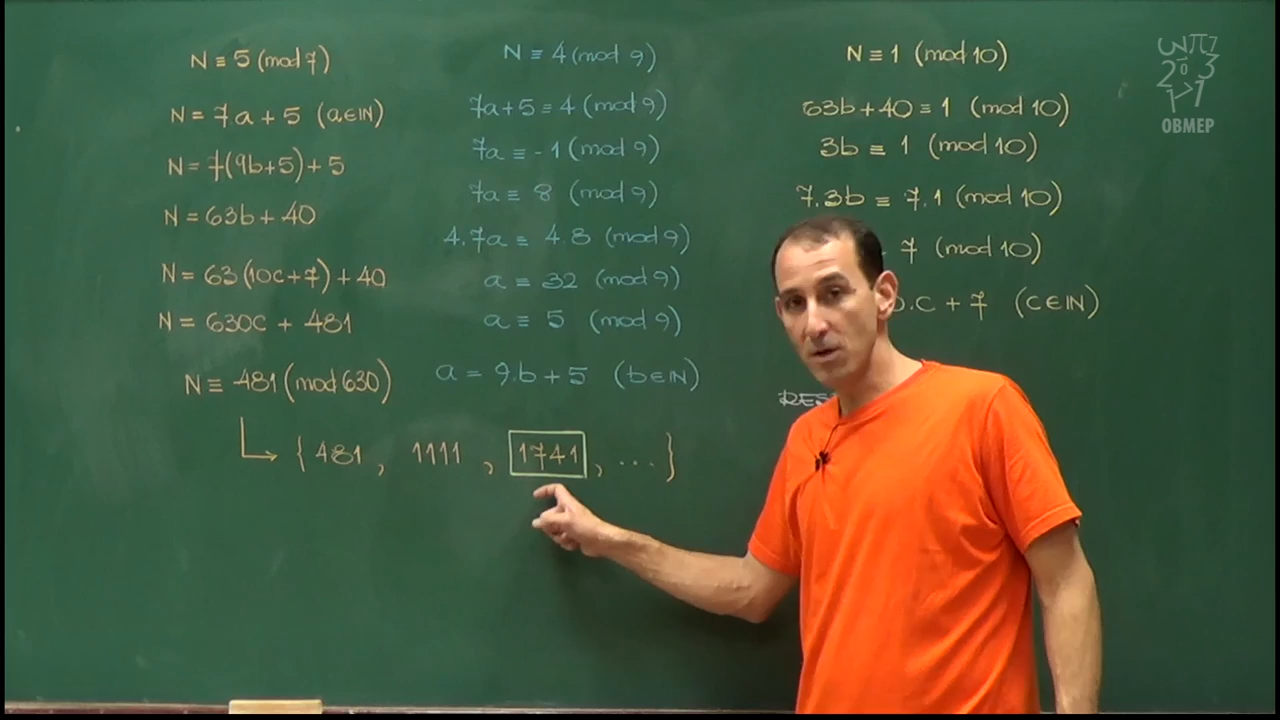 N ≡ 5 (mod 7)
N = 7a + 5 (a∈IN)
N = 7(9b+5) + 5
N = 63b + 40
N = 63(10c+7) + 40
N = 630c + 481
N ≡ 481 (mod 630)
{ 481 , 1111 , 1741 , ... }
N ≡ 4 (mod 9)
7a+5 ≡ 4 (mod 9)
7a ≡ -1 (mod 9)
7a ≡ 8 (mod 9)
4.7a ≡ 4.8 (mod 9)
a ≡ 32 (mod 9)
a ≡ 5 (mod 9)
a = 9.b + 5 (b∈IN)
N ≡ 1 (mod 10)
63b + 40 ≡ 1 (mod 10)
3b ≡ 1 (mod 10)
7.3b ≡ 7.1 (mod 10)
7 (mod 10)
.c + 7 (c∈IN)
OBMEP